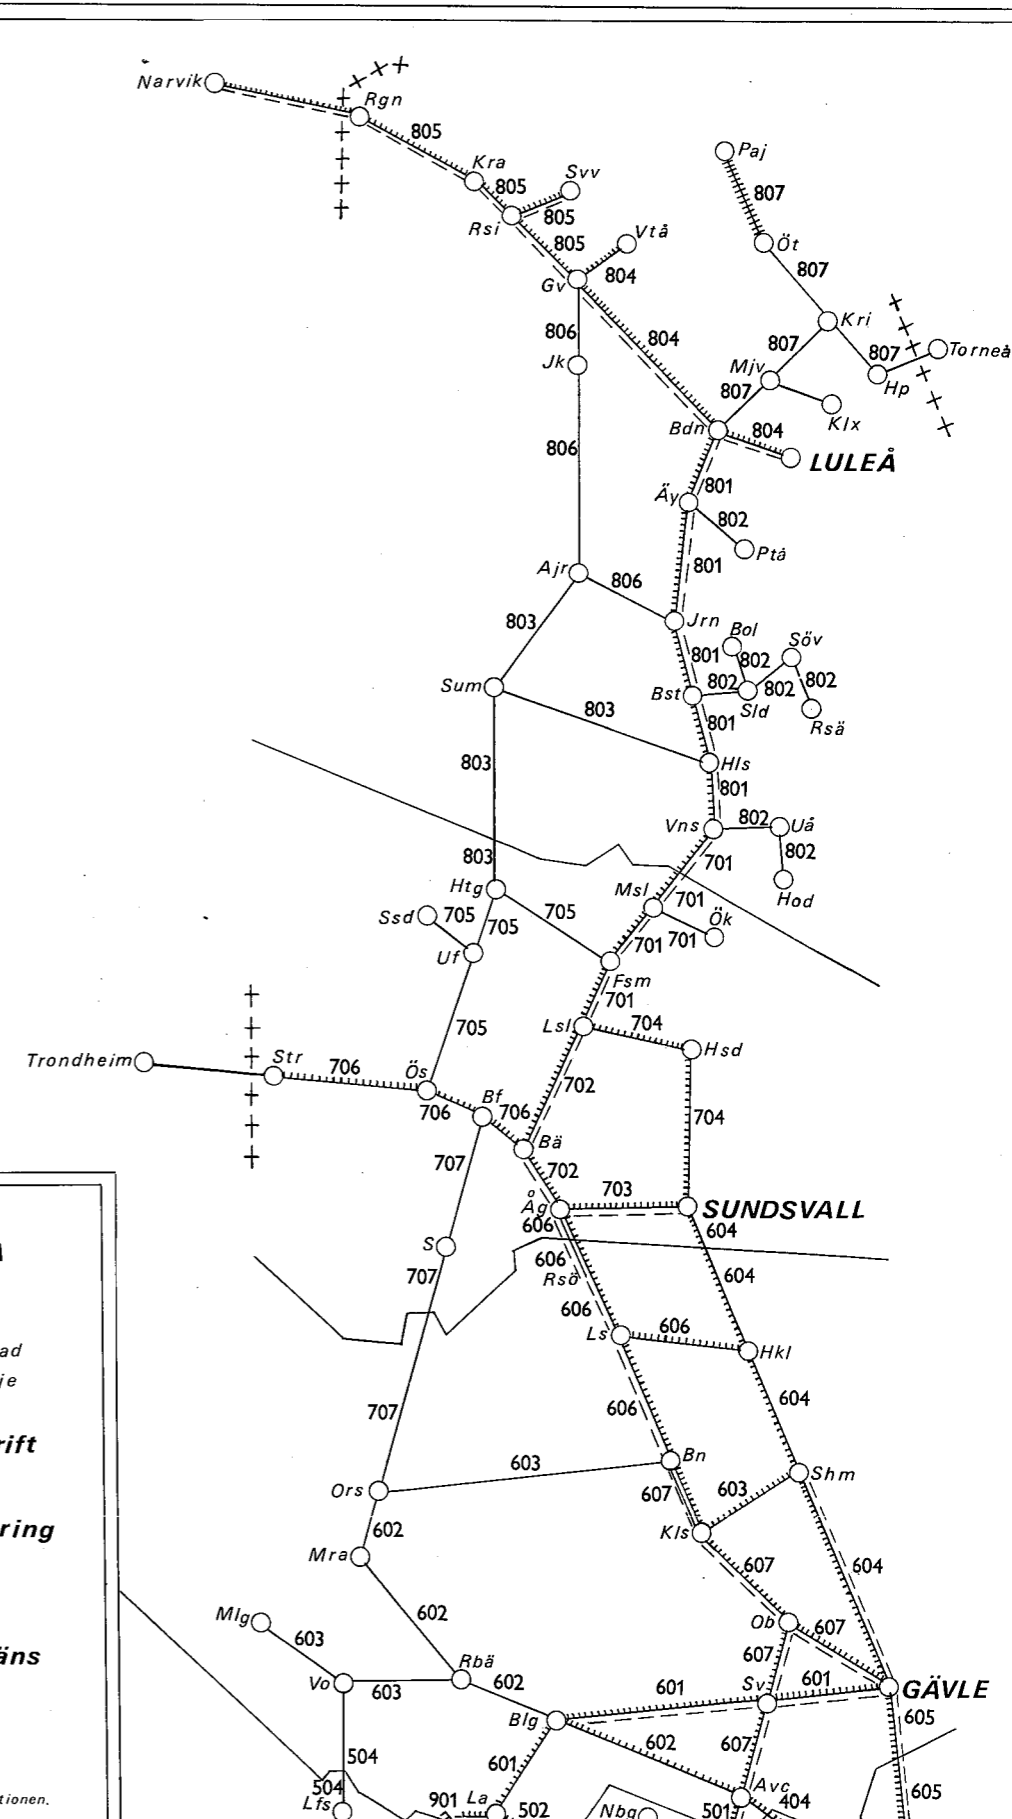 Narvik
Rgn
805
Kra
Svv
Paj
805
805
807
Rsi
805
Vtå
Öt
Gv
804
807
806
804
Kri
Jk
807
807
Torneå
Mjv
Hp
807
Klx
Bdn
804
806
LULEÅ
801
Äy
802
Ptå
801
Ajr
806
803
Jrn
Bol
Söv
801
802
802
802
802
Sum
Bst
Sld
Rsä
803
801
803
Hls
801
Vns
802
Uå
803
701
802
Htg
Msl
701
Hod
Ssd
705
705
705
Ök
701
701
Uf
Fsm
701
705
Lsl
704
Hsd
Trondheim
Str
706
Ös
702
706
Bf
706
704
707
Bä
702
703
Åg
SUNDSVALL
606
604
S
606
604
707
Rsö
606
606
Ls
Hkl
ad
je
604
707
606
rift
603
Bn
Shm
Ors
607
603
ring
602
Kls
Mra
607
604
Mlg
602
Ob
607
603
607
äns
Rbä
Vo
603
602
601
Sv
601
GÄVLE
Blg
605
602
607
504
601
504
Avc
605
tionen.
Lfs
901
La
502
Nbg
501
404